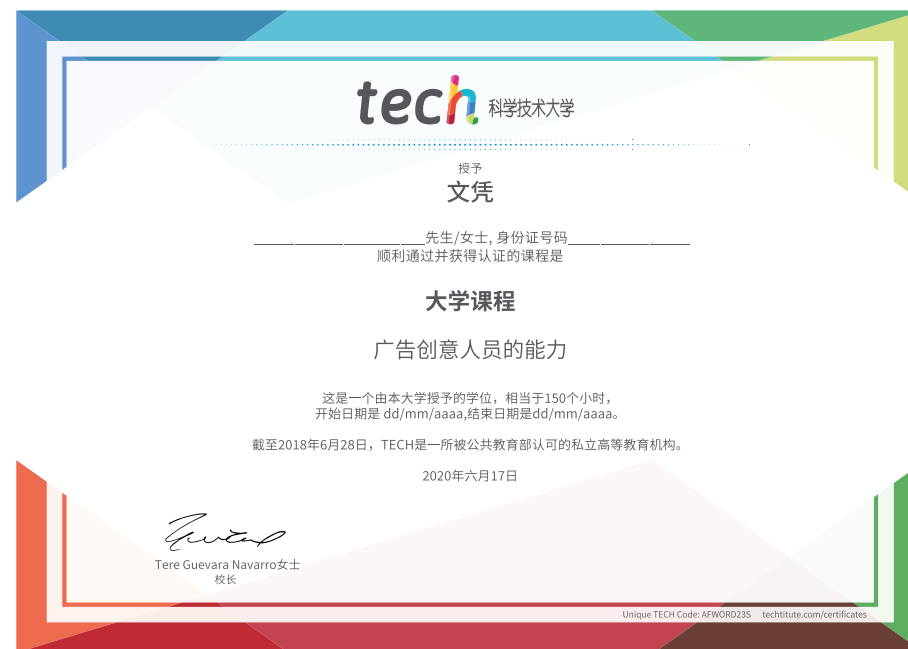 tech 科学技术大学
授予
文凭
先生/女士, 身份证号码
顺利通过并获得认证的课程是
大学课程
广告创意人员的能力
这是一个由本大学授予的学位，相当于150个小时，
开始日期是 dd/mm/aaaa,结束日期是dd/mm/aaaa。
截至2018年6月28日，TECH是一所被公共教育部认可的私立高等教育机构。
2020年六月17日
Tere Guevara Navarro女士
校长
Unique TECH Code: AFWORD23S techtitute.com/certificates